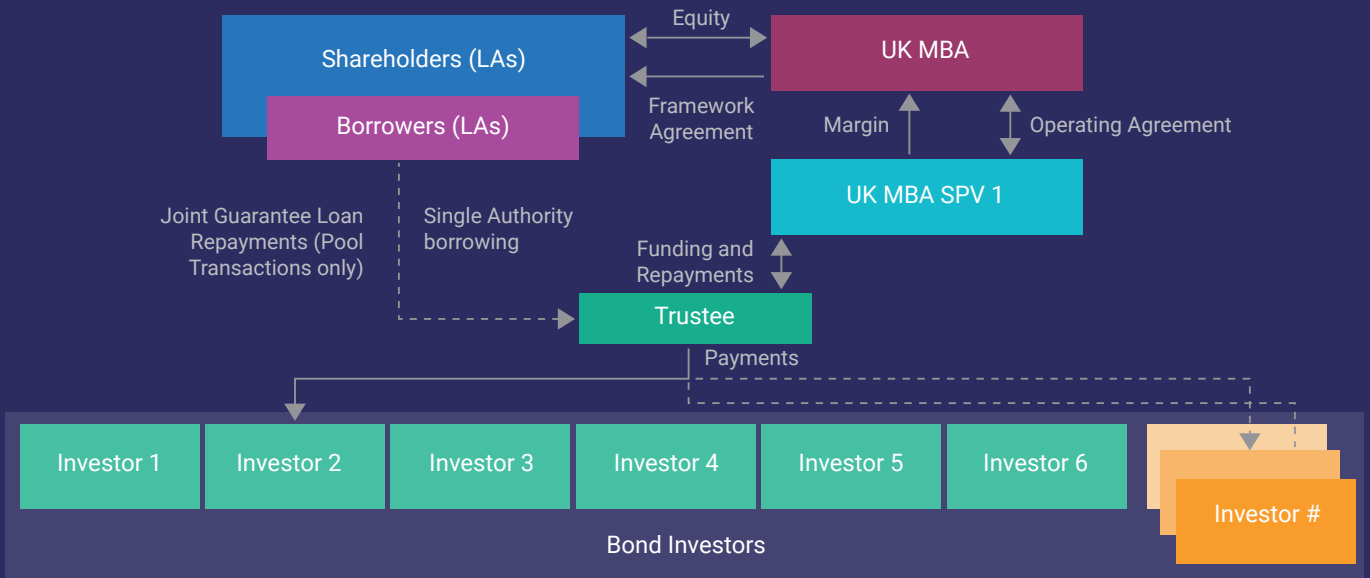 Equity
Shareholders (LAs)
UK MBA
Borrowers (LAs)
Framework
Agreement
Margin
Operating Agreement
UK MBA SPV 1
Joint Guarantee Loan
Repayments (Pool
Transactions only)
Single Authority
borrowing
Funding and
Repayments
Trustee
Payments
Investor 1
Investor 2
Investor 3
Investor 4
Investor 5
Investor 6
Investor #
Bond Investors